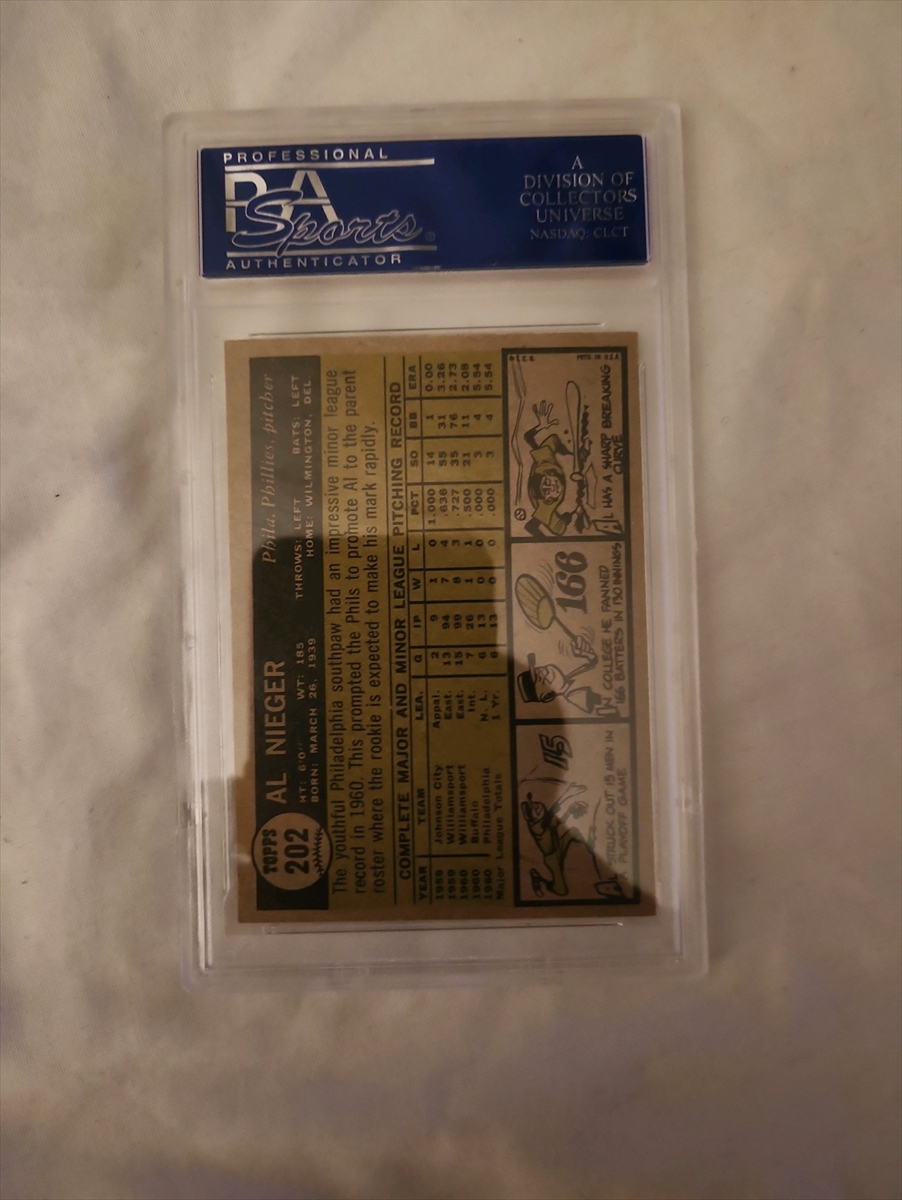 PROFESSIONAL
PSA
Sports®
AUTHENTICATOR
A
DIVISION OF
COLLECTORS
UNIVERSE
NASDAQ: CLCT
TOPPS
202
AL NIEGER
Phila. Phillies, pitcher
HT: 6'0" WT: 185 THROWS: LEFT BATS: LEFT
BORN: MARCH 26, 1939 HOME: WILMINGTON, DEL
The youthful Philadelphia southpaw had an impressive minor league
record in 1960. This prompted the Phils to promote Al to the parent
roster where the rookie is expected to make his mark rapidly.
COMPLETE MAJOR AND MINOR LEAGUE PITCHING RECORD
YEAR TEAM LEA. G IP W L PCT SO BB ERA
1959 Johnson City Appal. 2 9 1 0 1.000 14 1 0.00
1959 Williamsport East. 13 94 7 4 .636 55 31 3.26
1960 Williamsport East. 15 99 8 3 .727 35 76 2.73
1960 Buffalo Int. 7 26 1 1 .500 21 11 2.08
1960 Philadelphia N. L. 6 13 0 0 .000 3 4 5.54
Major League Totals 1 Yr. 6 13 0 0 .000 3 4 5.54
115
AL STRUCK OUT 15 MEN IN
A PLAYOFF GAME
166
IN COLLEGE HE FANNED
166 BATTERS IN 130 INNINGS
©T.C.G. PRTD. IN U.S.A.
AL HAS A SHARP BREAKING
CURVE